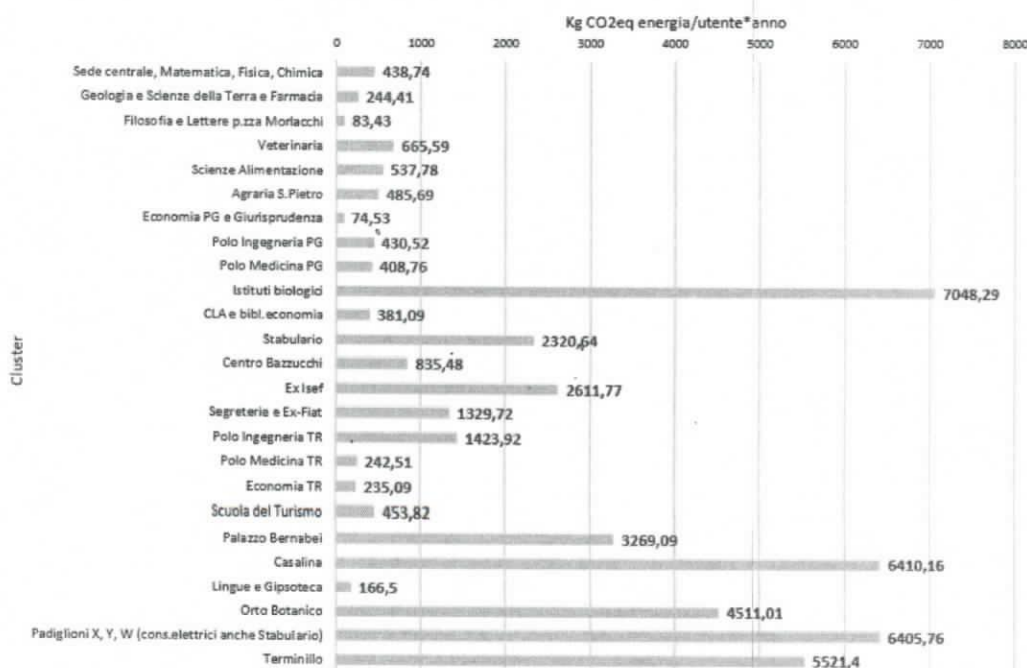 Kg CO2eq energia/utente*anno
0 1000 2000 3000 4000 5000 6000 7000 8000
Cluster
Sede centrale, Matematica, Fisica, Chimica 438,74
Geologia e Scienze della Terra e Farmacia 244,41
Filosofia e Lettere p.zza Morlacchi 83,43
Veterinaria 665,59
Scienze Alimentazione 537,78
Agraria S.Pietro 485,69
Economia PG e Giurisprudenza 74,53
Polo Ingegneria PG 430,52
Polo Medicina PG 408,76
Istituti biologici 7048,29
CLA e bibl.economia 381,09
Stabulario 2320,64
Centro Bazzucchi 835,48
Ex Isef 2611,77
Segreterie e Ex-Fiat 1329,72
Polo Ingegneria TR 1423,92
Polo Medicina TR 242,51
Economia TR 235,09
Scuola del Turismo 453,82
Palazzo Bernabei 3269,09
Casalina 6410,16
Lingue e Gipsoteca 166,5
Orto Botanico 4511,01
Padiglioni X, Y, W (cons.elettrici anche Stabulario) 6405,76
Terminillo 5521,4